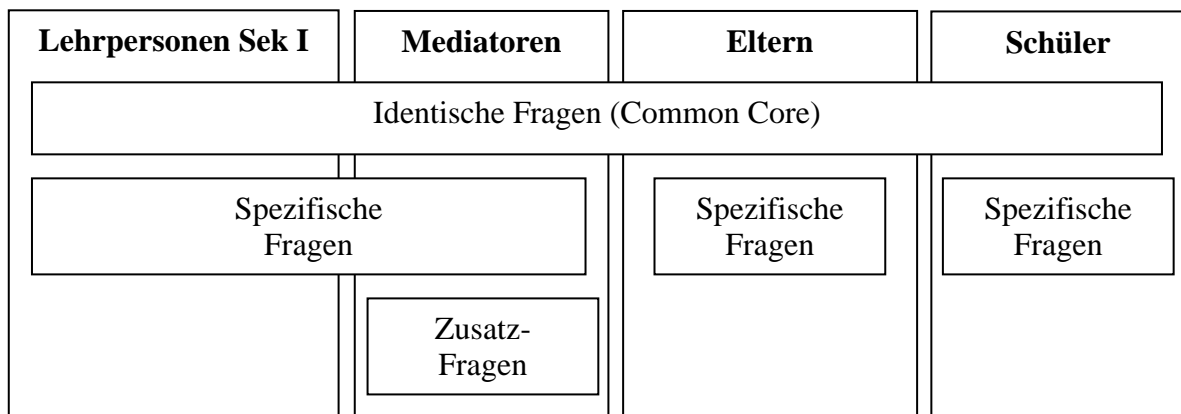 Lehrpersonen Sek I
Mediatoren
Eltern
Schüler
Identische Fragen (Common Core)
Spezifische
Fragen
Spezifische
Fragen
Spezifische
Fragen
Zusatz-
Fragen